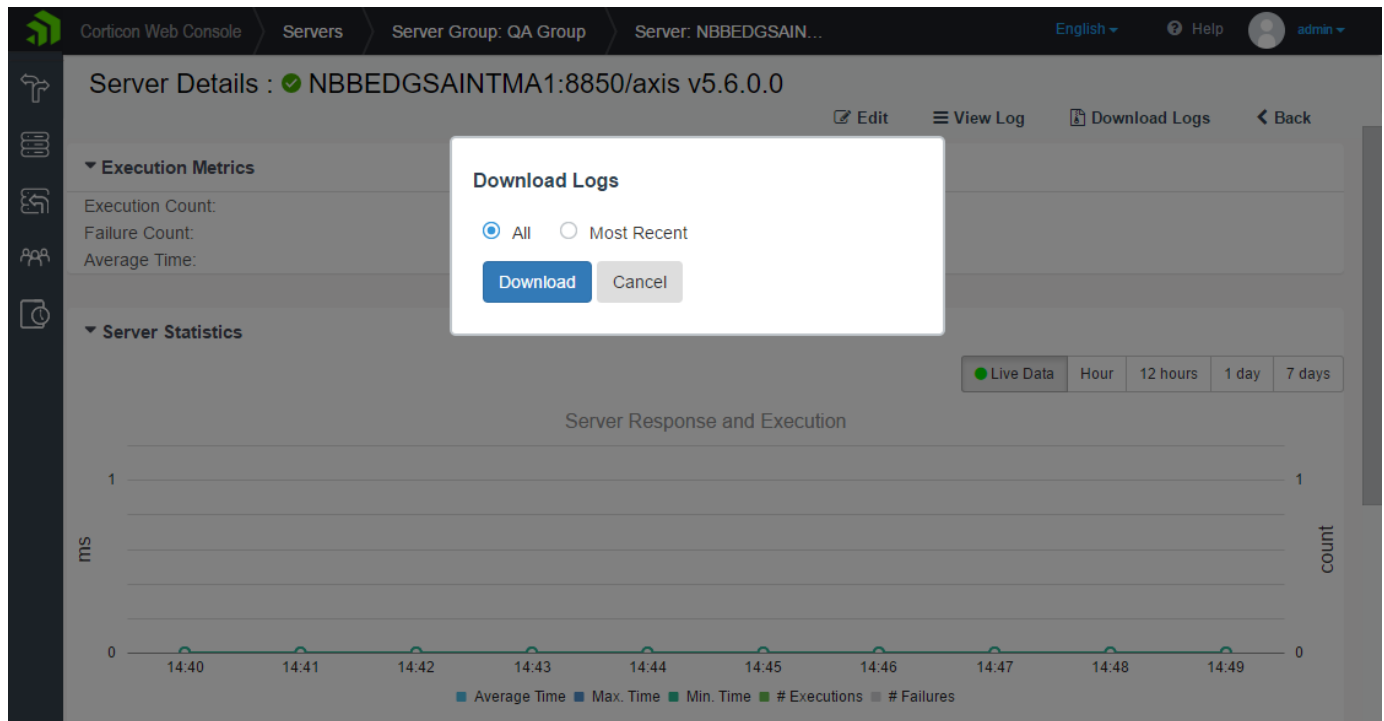 Corticon Web Console Servers Server Group: QA Group Server: NBBEDGSAIN... English Help admin
Server Details : NBBEDGSAINTMA1:8850/axis v5.6.0.0
Edit View Log Download Logs Back
Execution Metrics
Execution Count:
Failure Count:
Average Time:
Download Logs
All Most Recent
Download Cancel
Server Statistics
Live Data Hour 12 hours 1 day 7 days
Server Response and Execution
1 1
ms count
0 0
14:40 14:41 14:42 14:43 14:44 14:45 14:46 14:47 14:48 14:49
Average Time Max. Time Min. Time # Executions # Failures